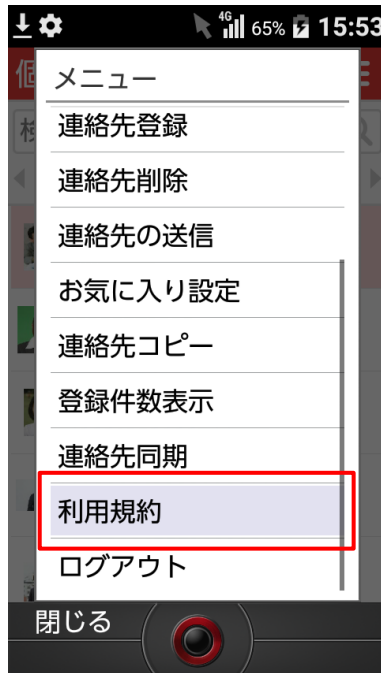 4G 65% 15:53
個
メニュー
検
連絡先登録
連絡先削除
連絡先の送信
お気に入り設定
連絡先コピー
登録件数表示
連絡先同期
利用規約
ログアウト
閉じる